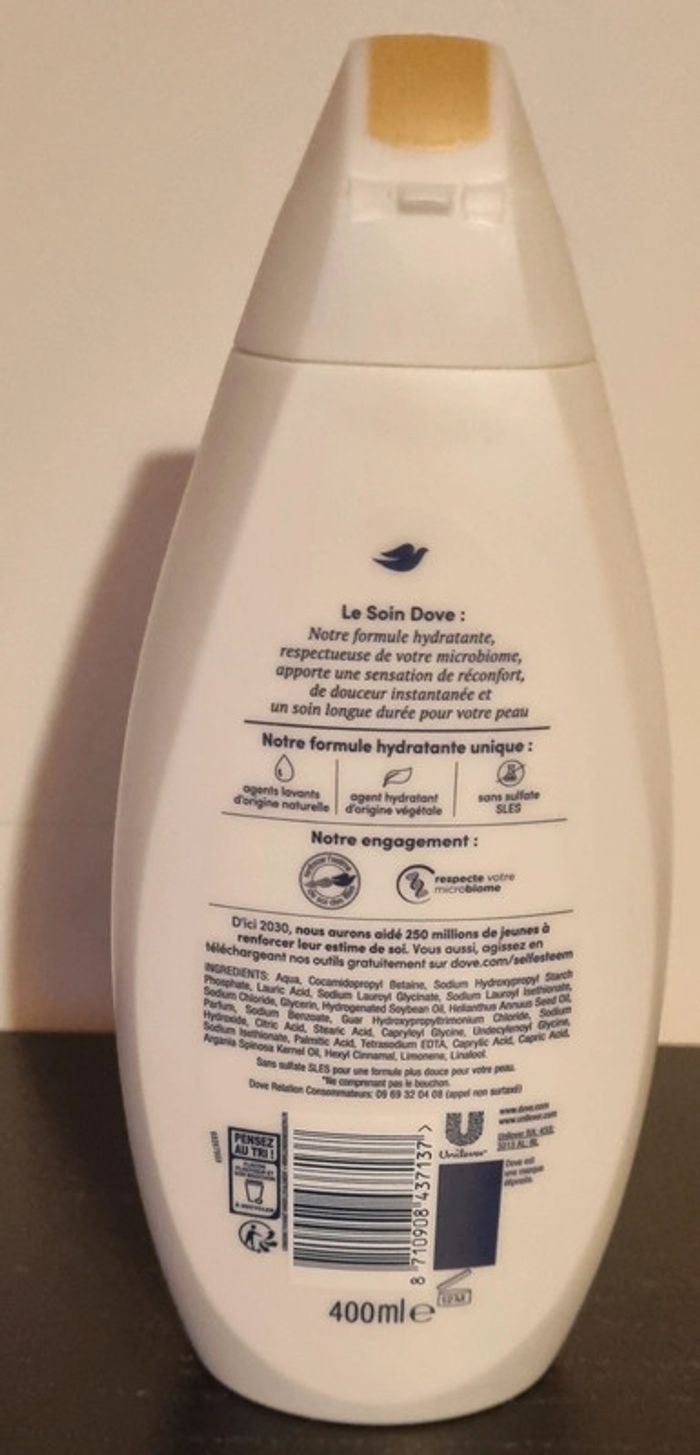 Le Soin Dove :
Notre formule hydratante,
respectueuse de votre microbiome,
apporte une sensation de réconfort,
de douceur instantanée et
un soin longue durée pour votre peau
Notre formule hydratante unique :
agents lavants
d'origine naturelle
agent hydratant
d'origine végétale
sans sulfate
SLES
Notre engagement :
respecte votre
microbiome
D'ici 2030, nous aurons aidé 250 millions de jeunes à
renforcer leur estime de soi. Vous aussi, agissez en
téléchargeant nos outils gratuitement sur dove.com/selfesteem
INGREDIENTS: Aqua, Cocamidopropyl Betaine, Sodium Hydroxypropyl Starch
Phosphate, Lauric Acid, Sodium Lauroyl Glycinate, Sodium Lauroyl Isethionate,
Sodium Chloride, Glycerin, Hydrogenated Soybean Oil, Helianthus Annuus Seed Oil,
Parfum, Sodium Benzoate, Guar Hydroxypropyltrimonium Chloride, Sodium
Hydroxide, Citric Acid, Stearic Acid, Capryloyl Glycine, Undecylenoyl Glycine,
Sodium Isethionate, Palmitic Acid, Tetrasodium EDTA, Caprylic Acid, Capric Acid,
Argania Spinosa Kernel Oil, Hexyl Cinnamal, Limonene, Linalool.
Sans sulfate SLES pour une formule plus douce pour votre peau.
*Ne comprenant pas le bouchon.
Dove Relation Consommateurs: 09 69 32 04 08 (appel non surtaxé)
PENSEZ
AU TRI !
À RECYCLER
8 710908 437137 >
Unilever
www.dove.com
www.unilever.com
Dove est
une marque
déposée.
12M
400ml e